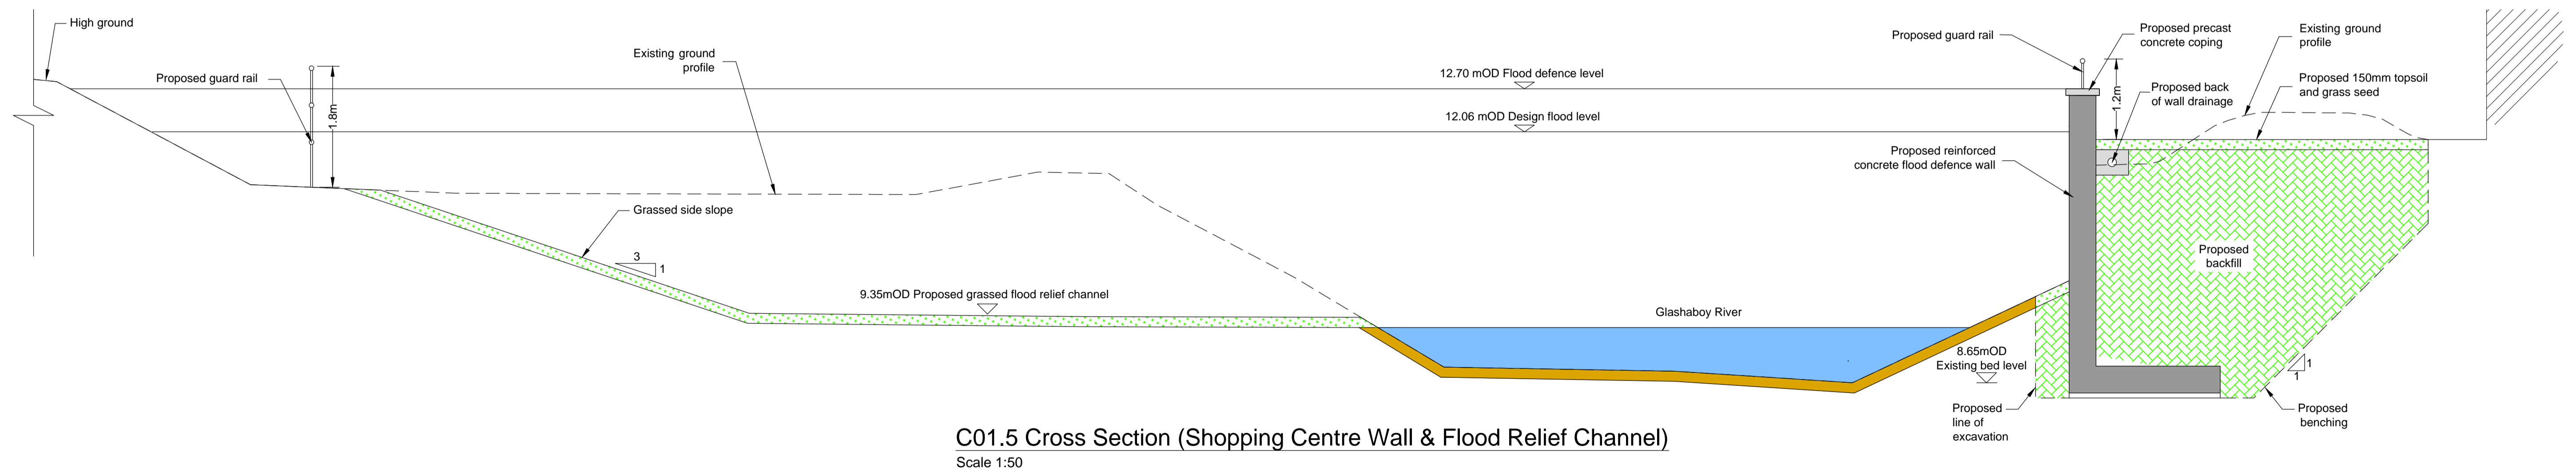 High ground
Proposed guard rail
1.8m
Existing ground
profile
Grassed side slope
3
1
9.35mOD Proposed grassed flood relief channel
12.70 mOD Flood defence level
12.06 mOD Design flood level
Glashaboy River
8.65mOD
Existing bed level
Proposed guard rail
Proposed precast
concrete coping
1.2m
Proposed back
of wall drainage
Existing ground
profile
Proposed 150mm topsoil
and grass seed
Proposed reinforced
concrete flood defence wall
Proposed
backfill
1
1
Proposed
line of
excavation
Proposed
benching
C01.5 Cross Section (Shopping Centre Wall & Flood Relief Channel)
Scale 1:50